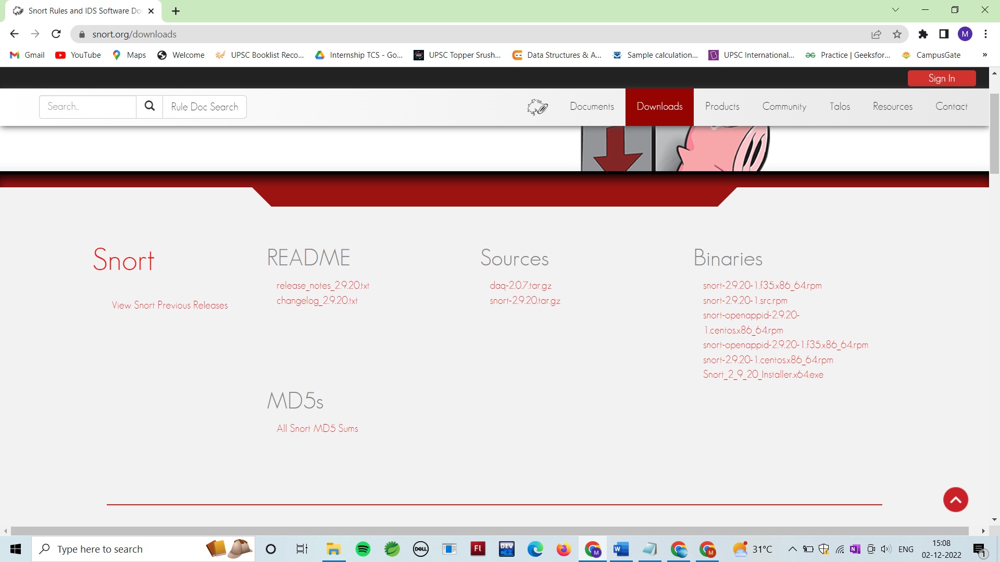 Snort Rules and IDS Software Do
snort.org/downloads
M
Gmail
YouTube
Maps
Welcome
UPSC Booklist Reco...
Internship TCS - Go...
UPSC Topper Srush...
Data Structures & A...
Sample calculation...
UPSC International...
Practice | Geeksfor...
CampusGate
»
Sign In
Search...
Rule Doc Search
Documents
Downloads
Products
Community
Talos
Resources
Contact
Snort
View Snort Previous Releases
README
release_notes_2.9.20.txt
changelog_2.9.20.txt
Sources
daq-2.0.7.tar.gz
snort-2.9.20.tar.gz
Binaries
snort-2.9.20-1.f35.x86_64.rpm
snort-2.9.20-1.src.rpm
snort-openappid-2.9.20-
1.centos.x86_64.rpm
snort-openappid-2.9.20-1.f35.x86_64.rpm
snort-2.9.20-1.centos.x86_64.rpm
Snort_2_9_20_Installer.x64.exe
MD5s
All Snort MD5 Sums
Type here to search
DELL
Fl
DEV
M
W
M
31°C
N
ENG
15:08
02-12-2022
1